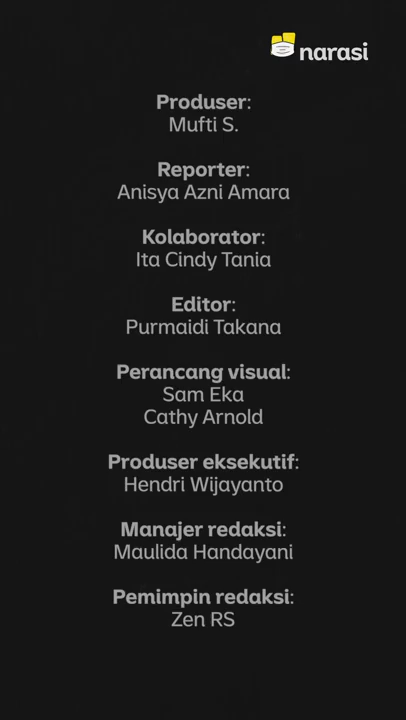 narasi
Produser:
Mufti S.
Reporter:
Anisya Azni Amara
Kolaborator:
Ita Cindy Tania
Editor:
Purmaidi Takana
Perancang visual:
Sam Eka
Cathy Arnold
Produser eksekutif:
Hendri Wijayanto
Manajer redaksi:
Maulida Handayani
Pemimpin redaksi:
Zen RS